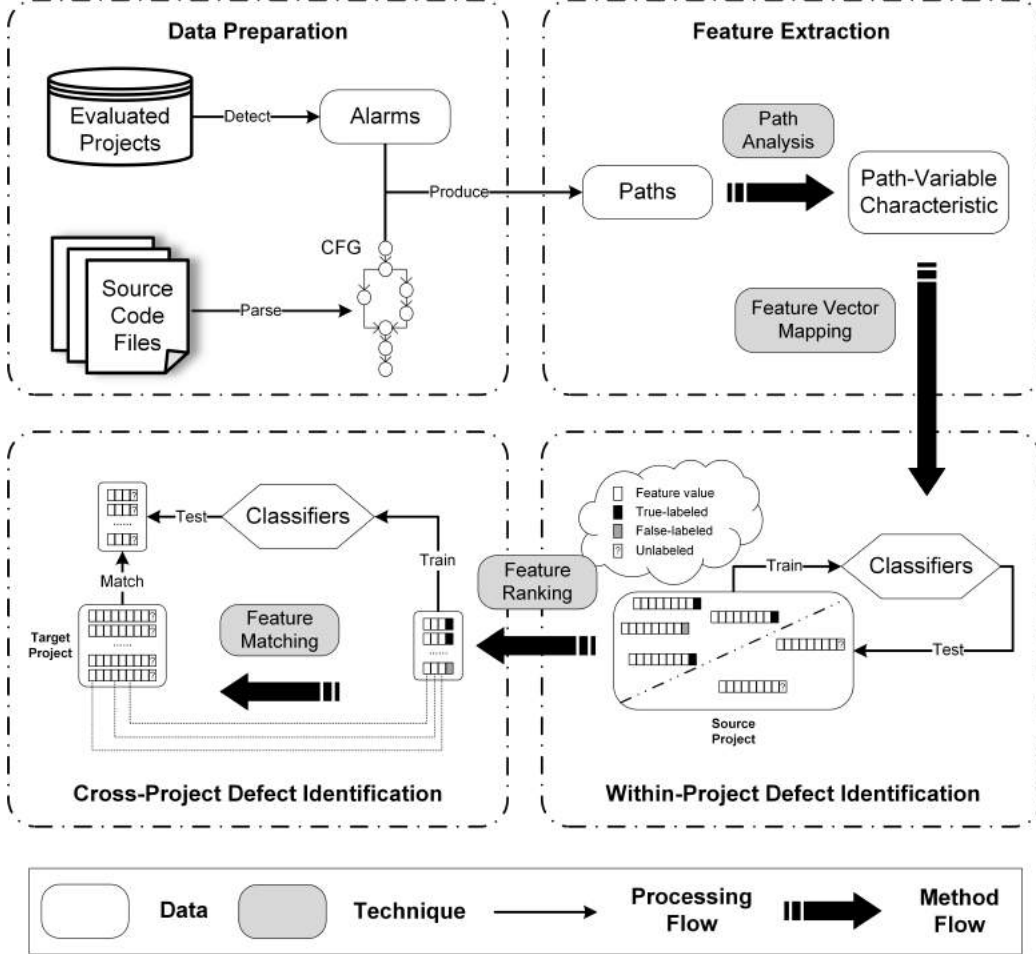 Data Preparation
Evaluated
Projects
Detect
Alarms
Produce
Source
Code
Files
Parse
CFG
Feature Extraction
Paths
Path
Analysis
Path-Variable
Characteristic
Feature Vector
Mapping
?
?
......
?
Test
Classifiers
Train
Match
Target
Project
?
?
......
?
?
Feature
Matching
......
Cross-Project Defect Identification
Feature
Ranking
Feature value
True-labeled
False-labeled
? Unlabeled
Train
Classifiers
Test
?
?
Source
Project
Within-Project Defect Identification
Data
Technique
Processing
Flow
Method
Flow